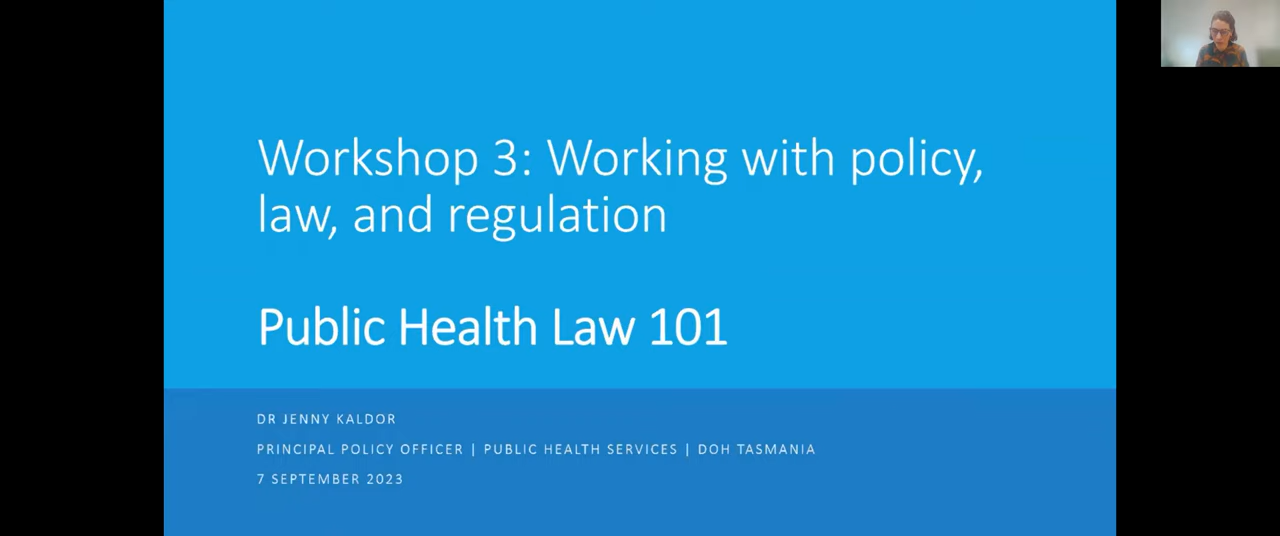 Workshop 3: Working with policy,
law, and regulation
Public Health Law 101
DR JENNY KALDOR
PRINCIPAL POLICY OFFICER | PUBLIC HEALTH SERVICES | DOH TASMANIA
7 SEPTEMBER 2023